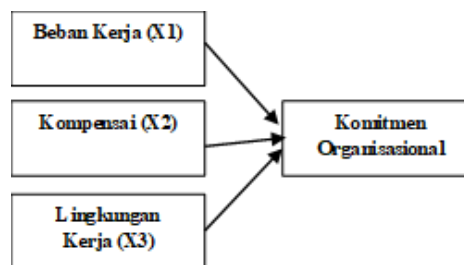 Beban Kerja (X1)
Kompensai (X2)
Komitmen
Organisasional
Lingkungan
Kerja (X3)